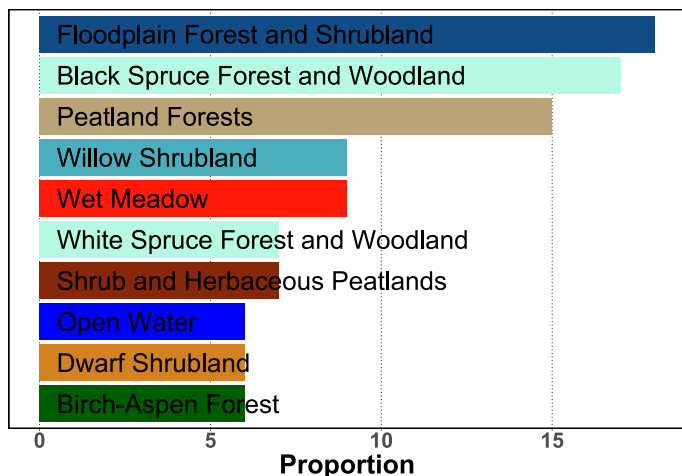 Floodplain Forest and Shrubland
Black Spruce Forest and Woodland
Peatland Forests
Willow Shrubland
Wet Meadow
White Spruce Forest and Woodland
Shrub and Herbaceous Peatlands
Open Water
Dwarf Shrubland
Birch-Aspen Forest
0 5 10 15
Proportion